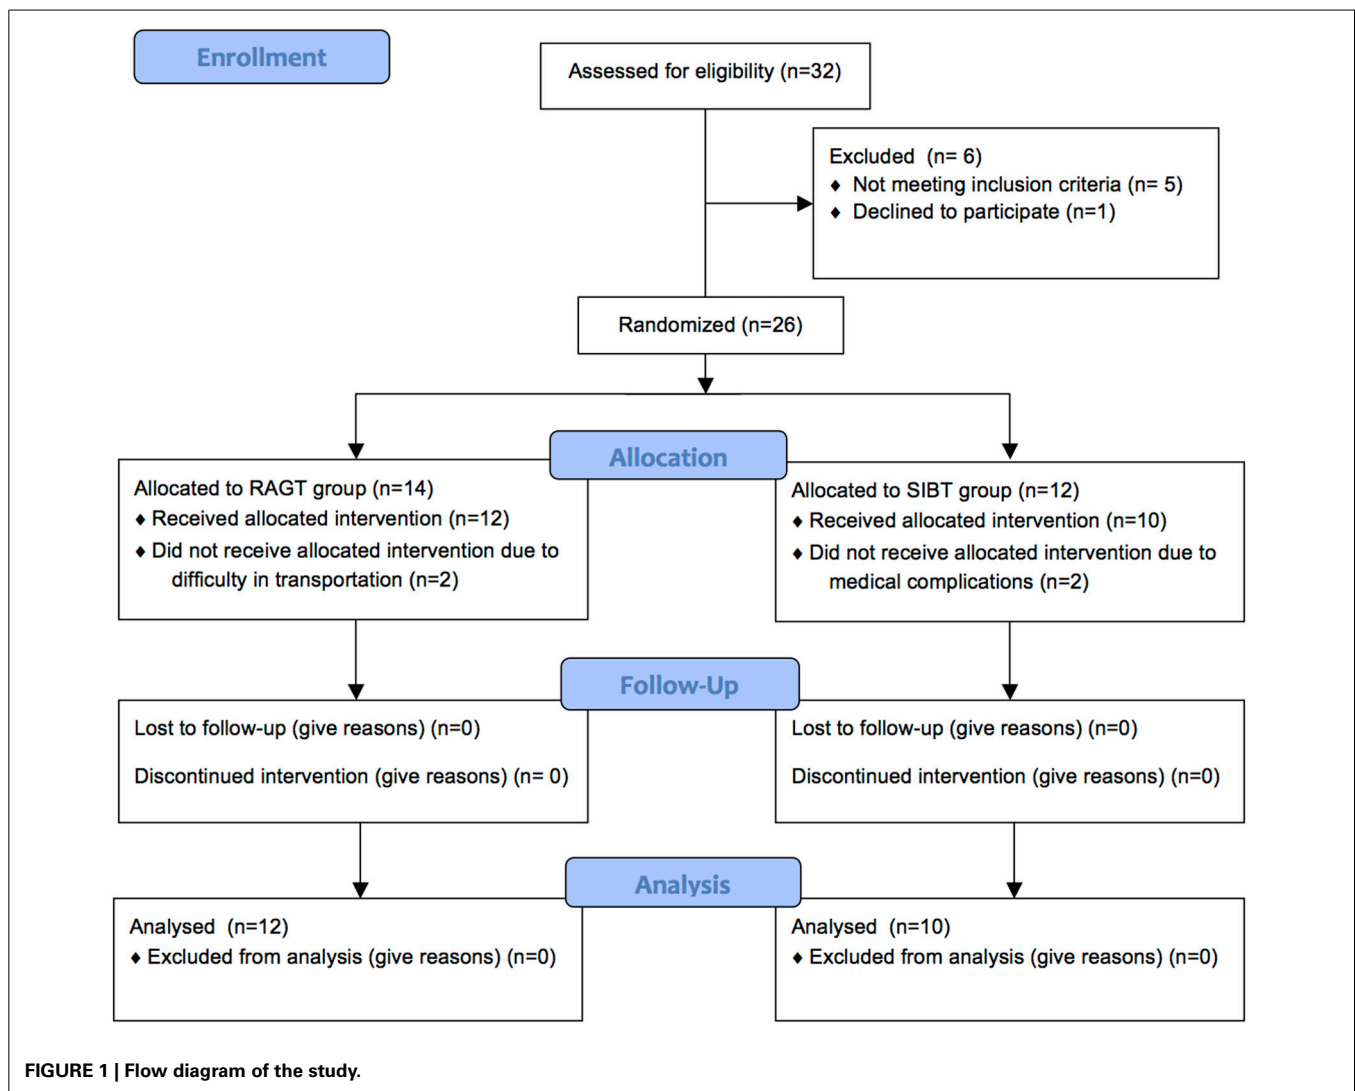 Enrollment
Assessed for eligibility (n=32)
Excluded (n= 6)
♦ Not meeting inclusion criteria (n= 5)
♦ Declined to participate (n=1)
Randomized (n=26)
Allocation
Allocated to RAGT group (n=14)
♦ Received allocated intervention (n=12)
♦ Did not receive allocated intervention due to
difficulty in transportation (n=2)
Allocated to SIBT group (n=12)
♦ Received allocated intervention (n=10)
♦ Did not receive allocated intervention due to
medical complications (n=2)
Follow-Up
Lost to follow-up (give reasons) (n=0)
Discontinued intervention (give reasons) (n= 0)
Lost to follow-up (give reasons) (n=0)
Discontinued intervention (give reasons) (n=0)
Analysis
Analysed (n=12)
♦ Excluded from analysis (give reasons) (n=0)
Analysed (n=10)
♦ Excluded from analysis (give reasons) (n=0)
FIGURE 1 | Flow diagram of the study.